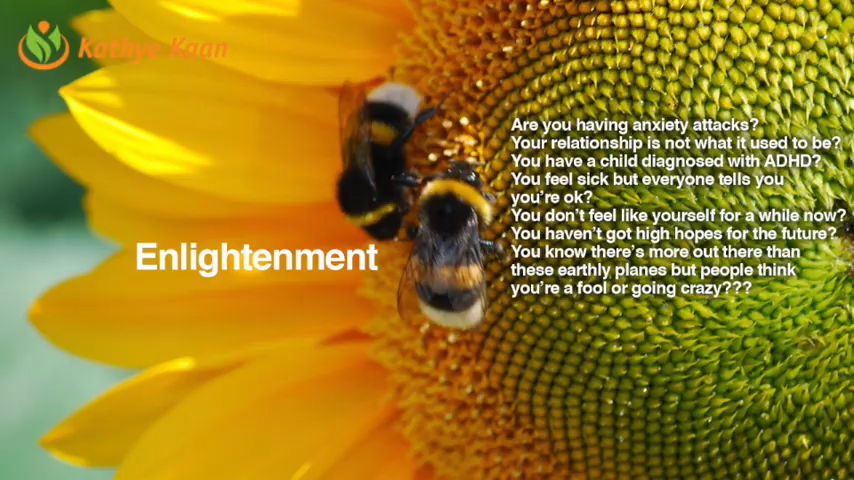 Kathye Kaan
Are you having anxiety attacks?
Your relationship is not what it used to be?
You have a child diagnosed with ADHD?
You feel sick but everyone tells you
you're ok?
You don't feel like yourself for a while now?
You haven't got high hopes for the future?
You know there's more out there than
these earthly planes but people think
you're a fool or going crazy???
Enlightenment